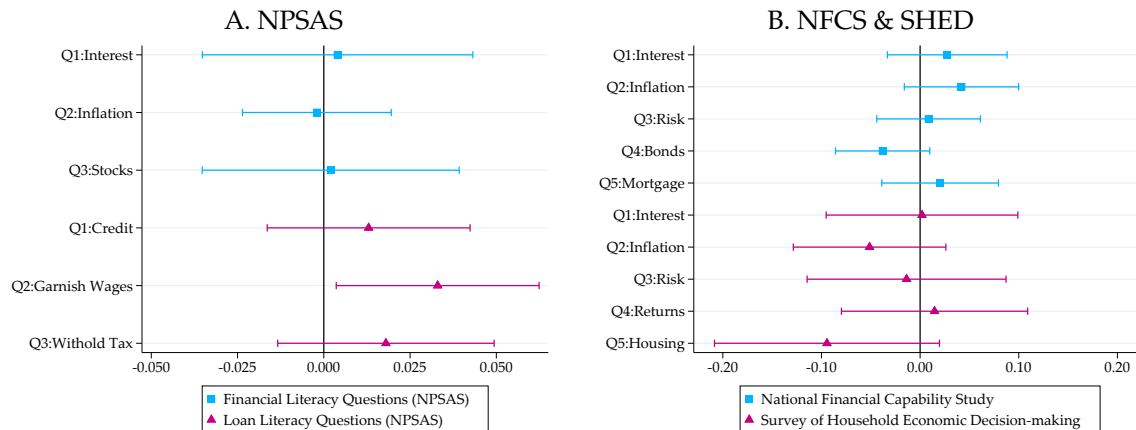 A. NPSAS
Q1:Interest
Q2:Inflation
Q3:Stocks
Q1:Credit
Q2:Garnish Wages
Q3:Withold Tax
-0.050 -0.025 0.000 0.025 0.050
Financial Literacy Questions (NPSAS)
Loan Literacy Questions (NPSAS)
B. NFCS & SHED
Q1:Interest
Q2:Inflation
Q3:Risk
Q4:Bonds
Q5:Mortgage
Q1:Interest
Q2:Inflation
Q3:Risk
Q4:Returns
Q5:Housing
-0.20 -0.10 0.00 0.10 0.20
National Financial Capability Study
Survey of Household Economic Decision-making